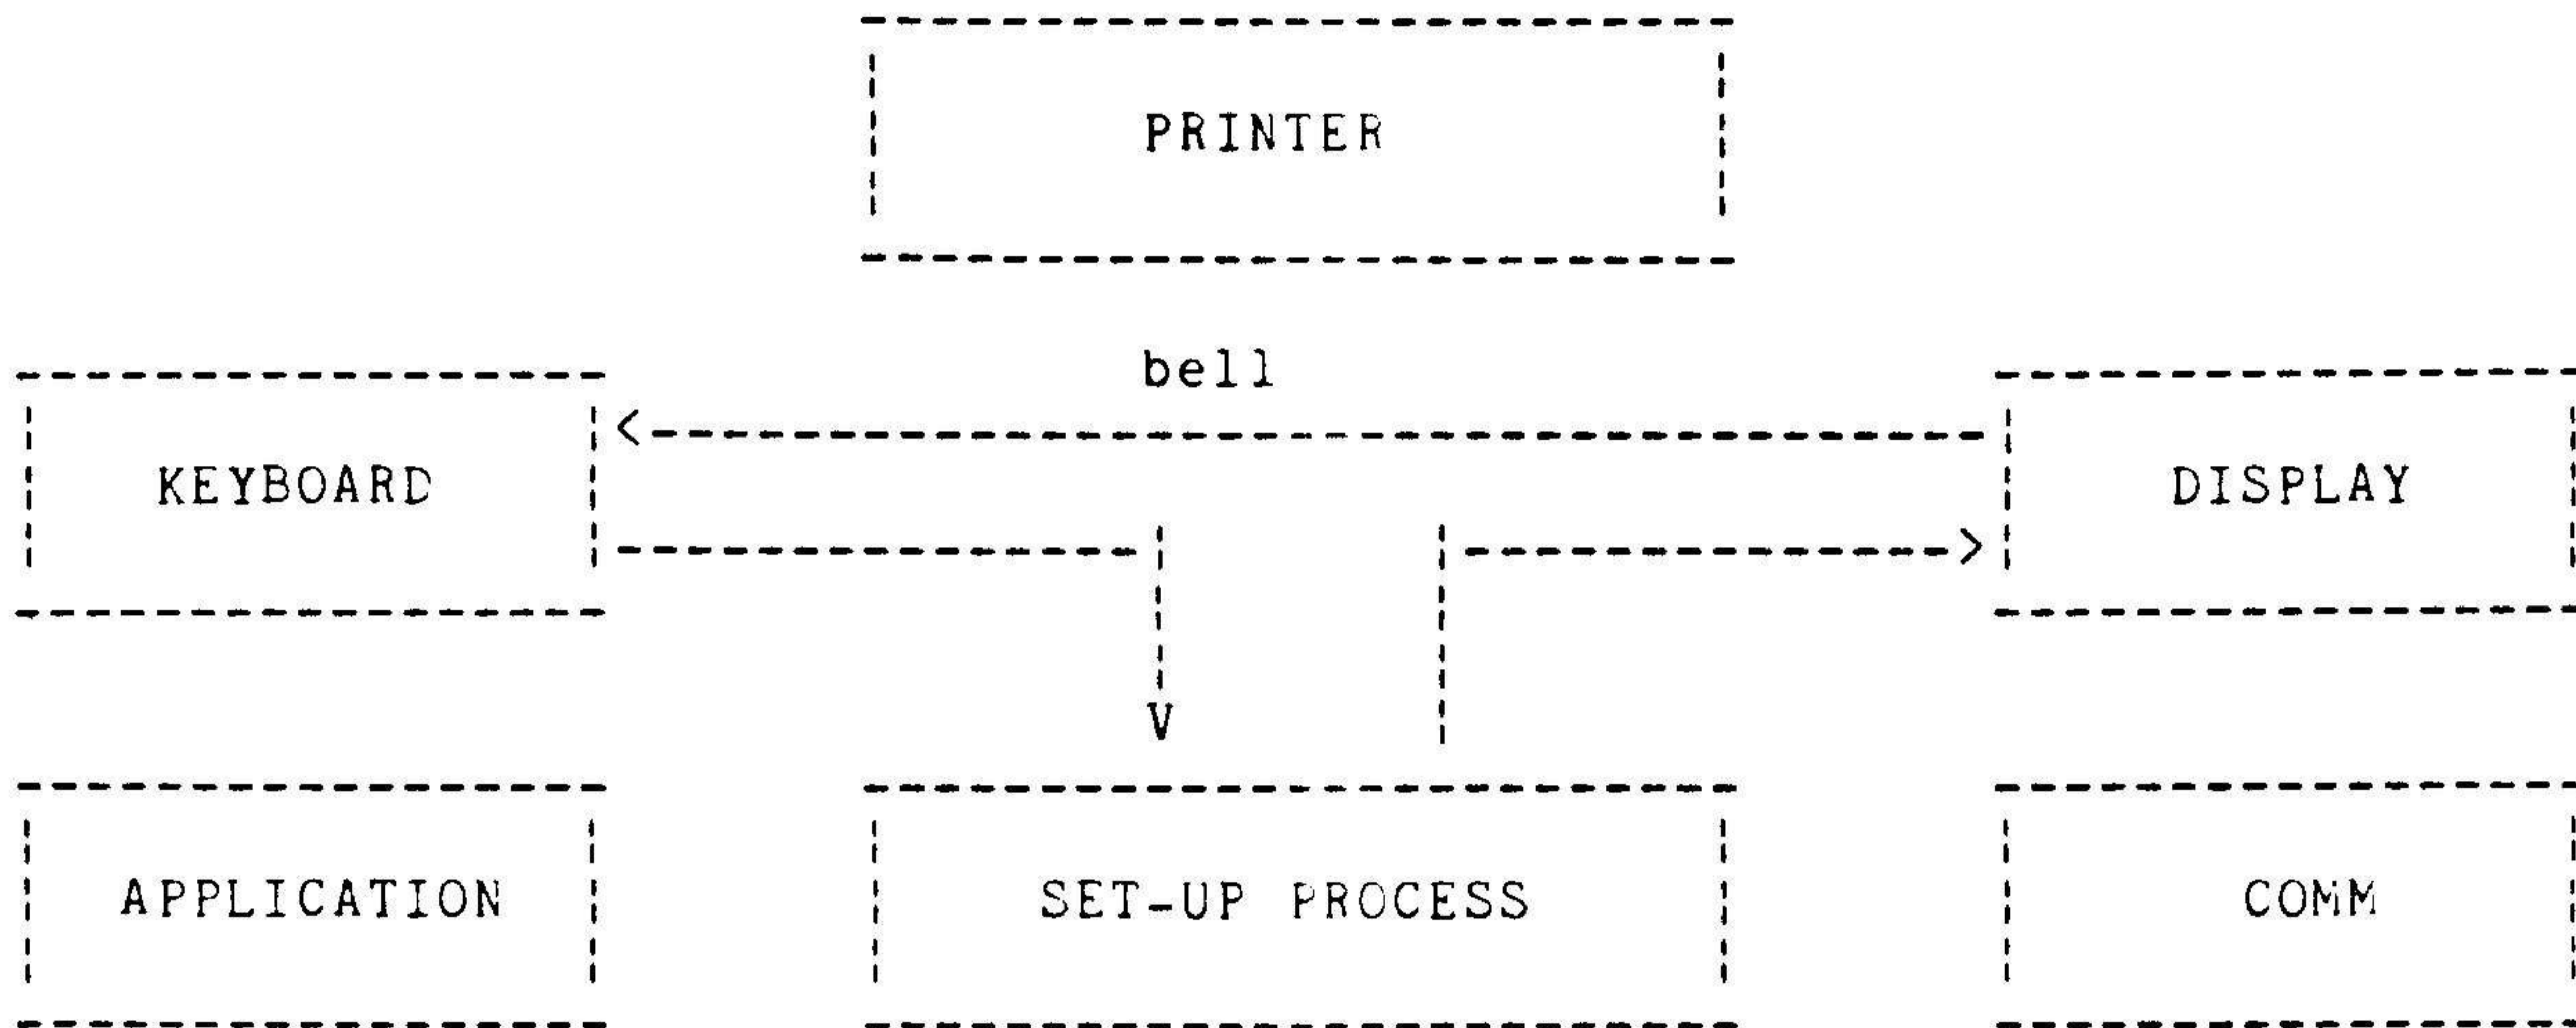 PRINTER
bell
KEYBOARD
DISPLAY
APPLICATION
SET-UP PROCESS
COMM